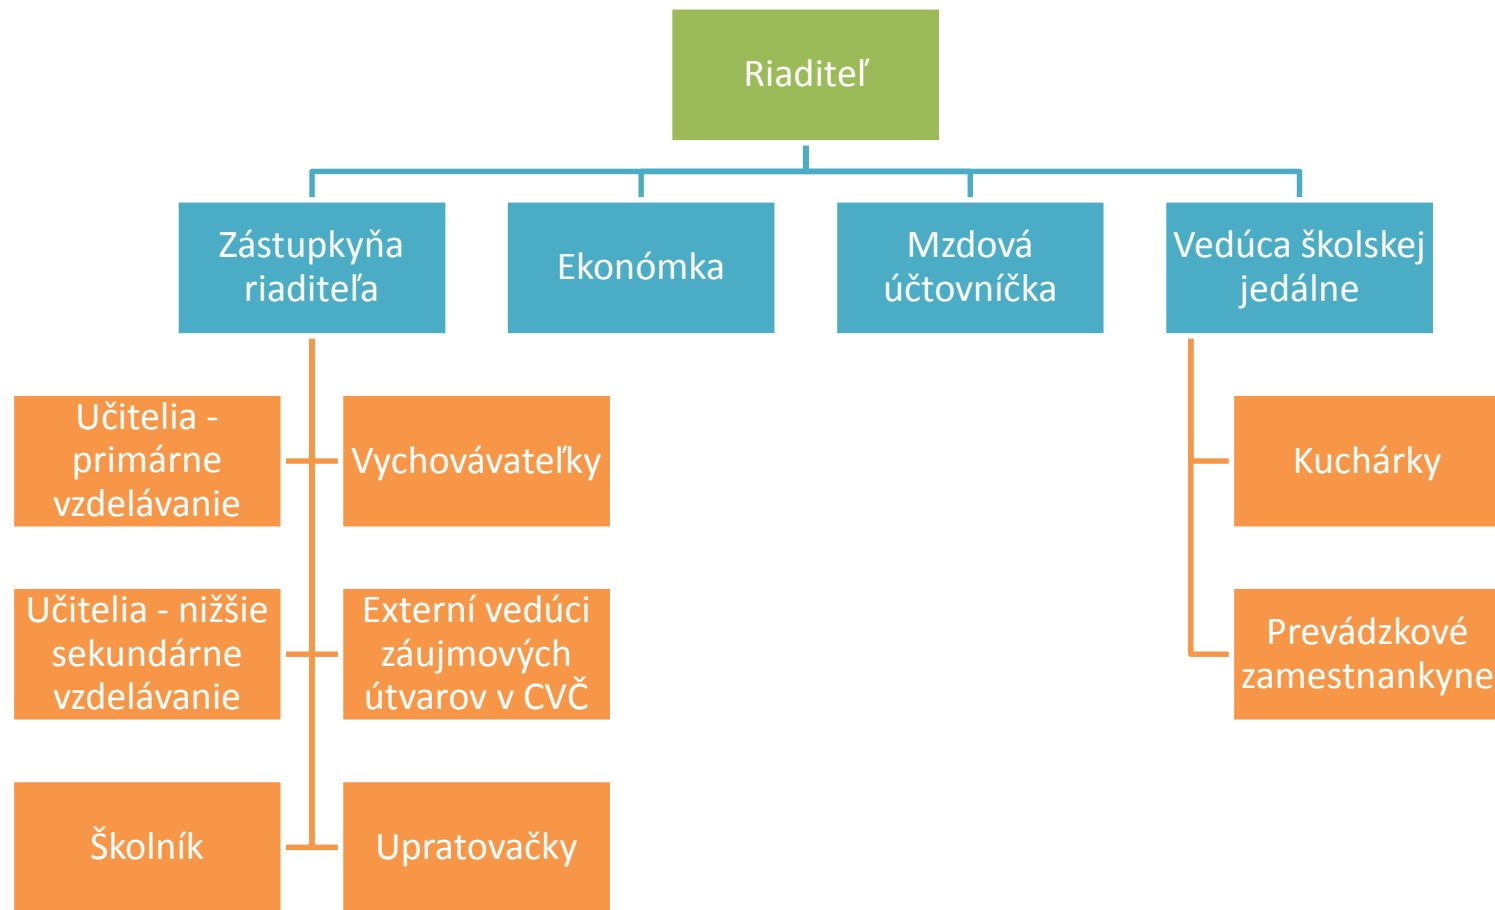 Riaditeľ
Zástupkyňa
riaditeľa
Ekonómka
Mzdová
účtovníčka
Vedúca školskej
jedálne
Učitelia -
primárne
vzdelávanie
Vychovávateľky
Kuchárky
Učitelia - nižšie
sekundárne
vzdelávanie
Externí vedúci
záujmových
útvarov v CVČ
Prevádzkové
zamestnankyne
Školník
Upratovačky